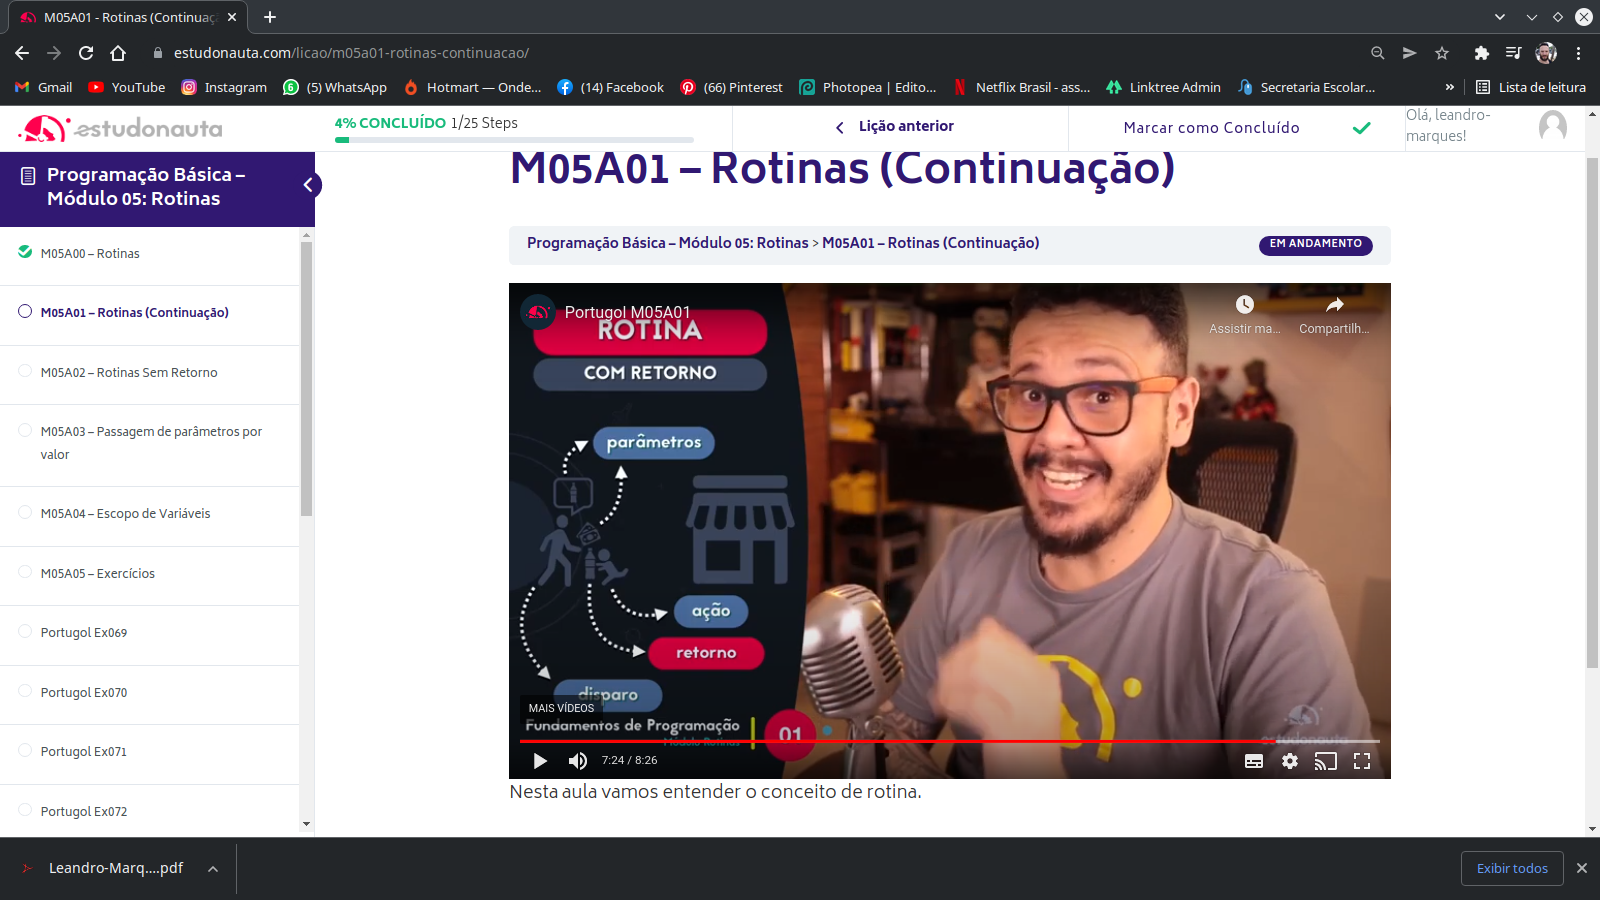 M05A01 - Rotinas (Continuaç
estudonauta.com/licao/m05a01-rotinas-continuacao/
Gmail
YouTube
Instagram
(5) WhatsApp
Hotmart — Onde...
(14) Facebook
(66) Pinterest
Photopea | Edito...
Netflix Brasil - ass...
Linktree Admin
Secretaria Escolar...
»
Lista de leitura
estudonauta
4% CONCLUÍDO 1/25 Steps
Lição anterior
Marcar como Concluído
Olá, leandro-
marques!
Programação Básica –
Módulo 05: Rotinas
M05A00 – Rotinas
M05A01 – Rotinas (Continuação)
M05A02 – Rotinas Sem Retorno
M05A03 – Passagem de parâmetros por
valor
M05A04 – Escopo de Variáveis
M05A05 – Exercícios
Portugol Ex069
Portugol Ex070
Portugol Ex071
Portugol Ex072
M05A01 – Rotinas (Continuação)
Programação Básica – Módulo 05: Rotinas > M05A01 – Rotinas (Continuação)
EM ANDAMENTO
Portugol M05A01
Assistir ma...
Compartilh...
ROTINA
COM RETORNO
parâmetros
ação
retorno
disparo
MAIS VÍDEOS
Fundamentos de Programação
Módulo Rotinas
01
estudonauta
7:24 / 8:26
Nesta aula vamos entender o conceito de rotina.
Leandro-Marq....pdf
Exibir todos